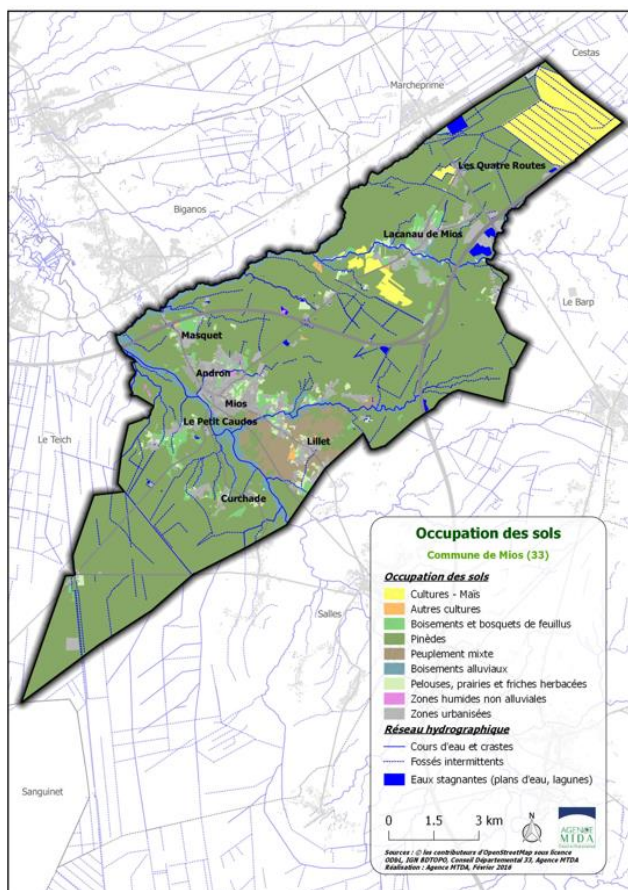 Cestas
Marcheprime
Les Quatre Routes
Biganos
Lacanau de Mios
Le Barp
Masquet
Andron
Mios
Le Teich
Le Petit Caudos
Lillet
Curchade
Salles
Sanguinet
Occupation des sols
Commune de Mios (33)
Occupation des sols
Cultures - Maïs
Autres cultures
Boisements et bosquets de feuillus
Pinèdes
Peuplement mixte
Boisements alluviaux
Pelouses, prairies et friches herbacées
Zones humides non alluviales
Zones urbanisées
Réseau hydrographique
Cours d'eau et crastes
Fossés intermittents
Eaux stagnantes (plans d'eau, lagunes)
0 1.5 3 km
N
AGENCE
MTDA
Sources : © les contributeurs d'OpenStreetMap sous licence
ODbL, IGN BDTOPO, Conseil Départemental 33, Agence MTDA
Réalisation : Agence MTDA, Février 2016